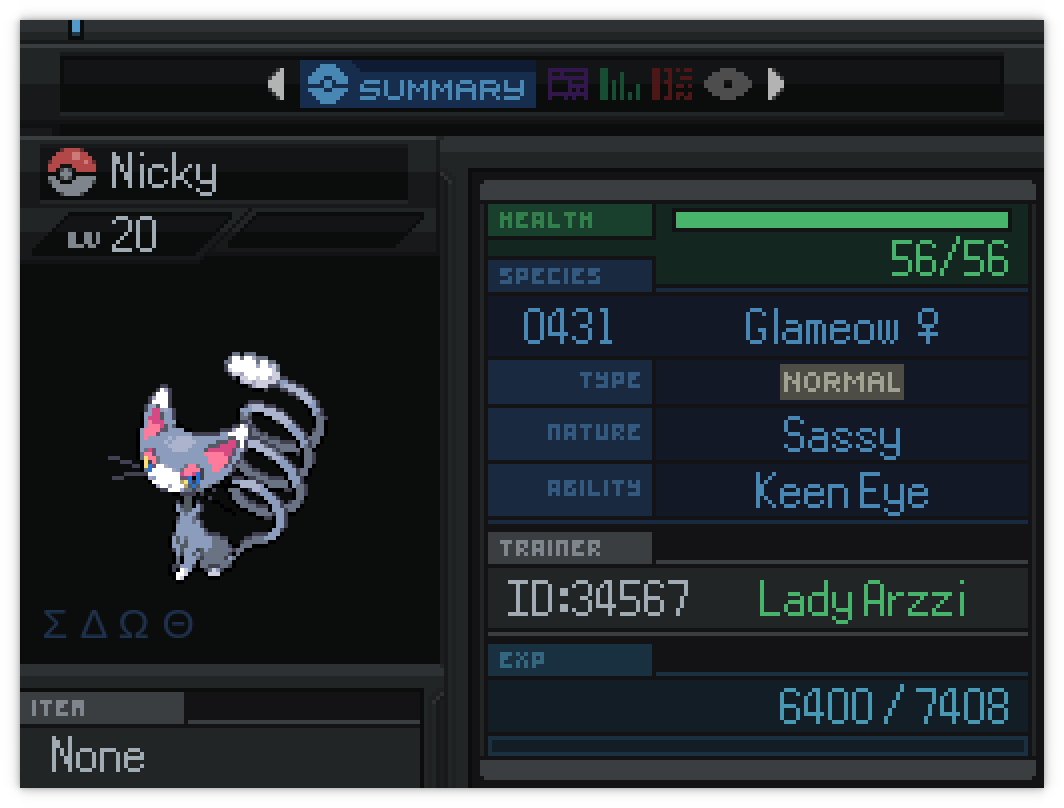 SUMMARY
Nicky
LV 20
HEALTH
56/56
SPECIES
0431 Glameow ♀
TYPE NORMAL
NATURE Sassy
ABILITY Keen Eye
TRAINER
ID:34567 Lady Arzzi
Σ Δ Ω Θ
EXP
6400 / 7408
ITEM
None